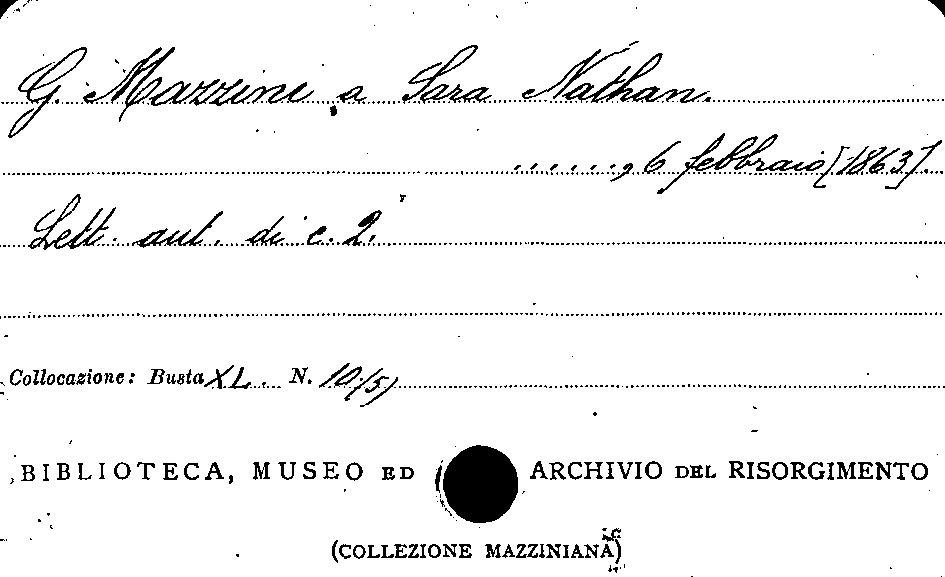 G. Mazzini a Sara Nathan.
......, 6 febbraio [1863].
Lett. aut. di c. 2.
Collocazione: Busta XL. N. 10/5)
BIBLIOTECA, MUSEO ED ARCHIVIO DEL RISORGIMENTO
(COLLEZIONE MAZZINIANA)